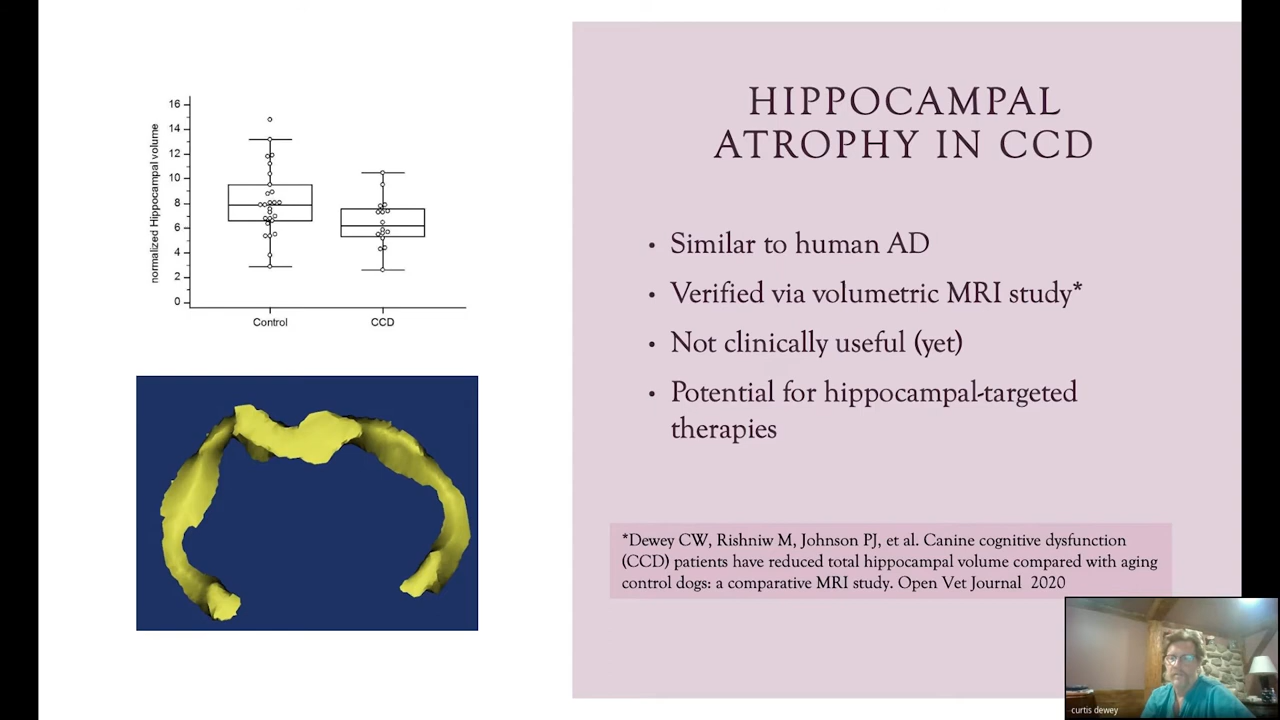 HIPPOCAMPAL
ATROPHY IN CCD
• Similar to human AD
• Verified via volumetric MRI study*
• Not clinically useful (yet)
• Potential for hippocampal-targeted
therapies
*Dewey CW, Rishniw M, Johnson PJ, et al. Canine cognitive dysfunction
(CCD) patients have reduced total hippocampal volume compared with aging
control dogs: a comparative MRI study. Open Vet Journal 2020
normalized Hippocampal volume
16
14
12
10
8
6
4
2
0
Control CCD
curtis dewey